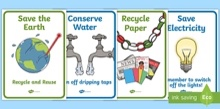 Save the
Earth
Recycle and Reuse
Conserve
Water
n off dripping taps
Recycle
Paper
Save
Electricity
member to switch
off the lights!